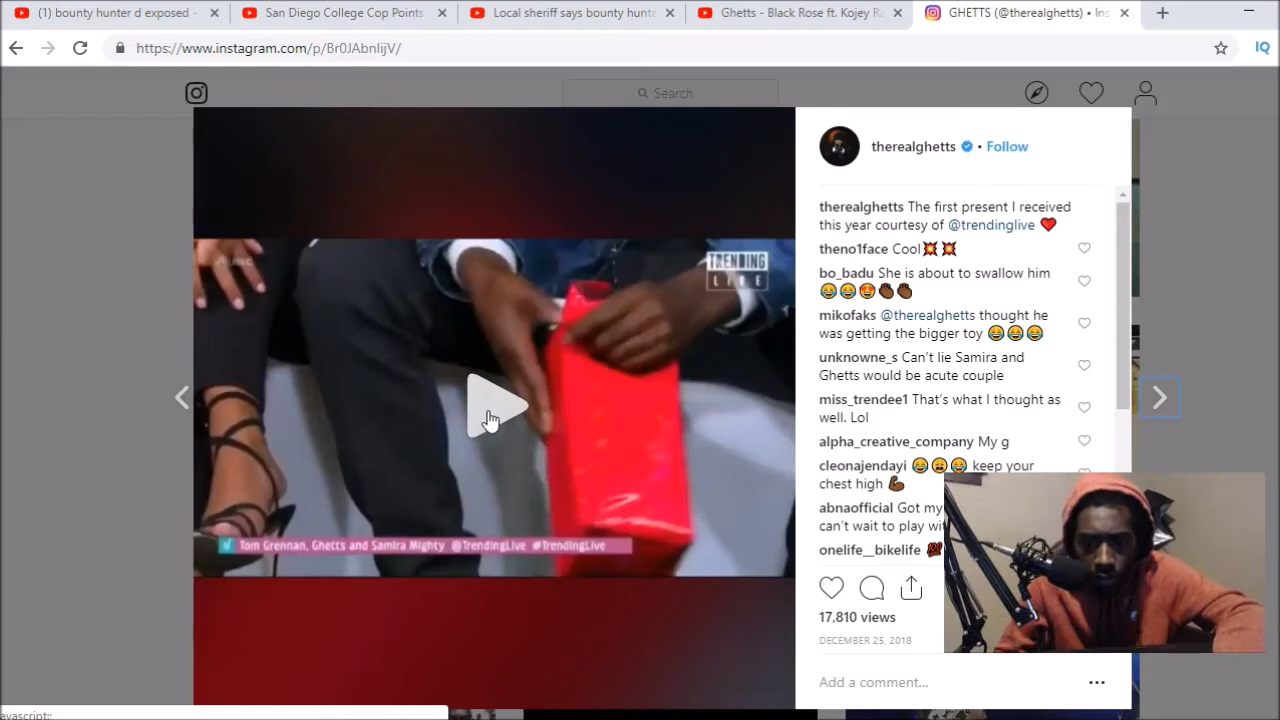 (1) bounty hunter d exposed -
San Diego College Cop Points
Local sheriff says bounty hunte
Ghetts - Black Rose ft. Kojey Ra
GHETTS (@therealghetts) • Ins
https://www.instagram.com/p/Br0JAbnlijV/
IQ
Search
therealghetts • Follow
therealghetts The first present I received
this year courtesy of @trendinglive ❤️
theno1face Cool💥💥
bo_badu She is about to swallow him
😂😂😍✊🏿✊🏿
mikofaks @therealghetts thought he
was getting the bigger toy 😂😂😂
unknowne_s Can't lie Samira and
Ghetts would be acute couple
miss_trendee1 That's what I thought as
well. Lol
alpha_creative_company My g
cleonajendayi 😂😩😂 keep your
chest high 💪🏿
abnaofficial Got my
can't wait to play wi
onelife__bikelife 💯
17,810 views
DECEMBER 25, 2018
Add a comment...
TRENDING
LIVE
Tom Grennan, Ghetts and Samira Mighty @TrendingLive #TrendingLive
avascript:;